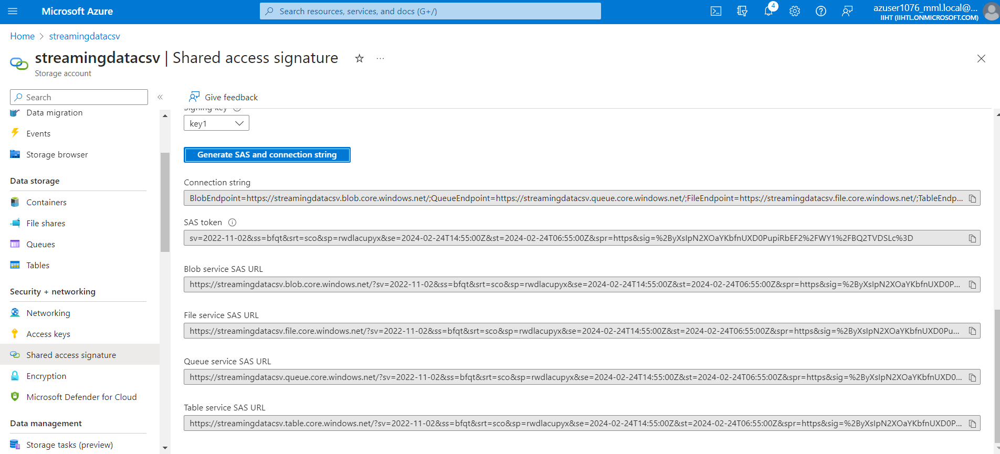 Microsoft Azure
Search resources, services, and docs (G+/)
4
azuser1076_mml.local@...
IIHT (IIHTL.ONMICROSOFT.COM)
Home > streamingdatacsv
streamingdatacsv | Shared access signature
Storage account
Search
Give feedback
Data migration
Events
Storage browser
Data storage
Containers
File shares
Queues
Tables
Security + networking
Networking
Access keys
Shared access signature
Encryption
Microsoft Defender for Cloud
Data management
Storage tasks (preview)
Signing key
key1
Generate SAS and connection string
Connection string
BlobEndpoint=https://streamingdatacsv.blob.core.windows.net/;QueueEndpoint=https://streamingdatacsv.queue.core.windows.net/;FileEndpoint=https://streamingdatacsv.file.core.windows.net/;TableEndp...
SAS token
sv=2022-11-02&ss=bfqt&srt=sco&sp=rwdlacupyx&se=2024-02-24T14:55:00Z&st=2024-02-24T06:55:00Z&spr=https&sig=%2ByXsIpN2XOaYKbfnUXD0PupiRbEF2%2FWY1%2FBQ2TVDSLc%3D
Blob service SAS URL
https://streamingdatacsv.blob.core.windows.net/?sv=2022-11-02&ss=bfqt&srt=sco&sp=rwdlacupyx&se=2024-02-24T14:55:00Z&st=2024-02-24T06:55:00Z&spr=https&sig=%2ByXsIpN2XOaYKbfnUXD0P...
File service SAS URL
https://streamingdatacsv.file.core.windows.net/?sv=2022-11-02&ss=bfqt&srt=sco&sp=rwdlacupyx&se=2024-02-24T14:55:00Z&st=2024-02-24T06:55:00Z&spr=https&sig=%2ByXsIpN2XOaYKbfnUXD0Pu...
Queue service SAS URL
https://streamingdatacsv.queue.core.windows.net/?sv=2022-11-02&ss=bfqt&srt=sco&sp=rwdlacupyx&se=2024-02-24T14:55:00Z&st=2024-02-24T06:55:00Z&spr=https&sig=%2ByXsIpN2XOaYKbfnUXD0...
Table service SAS URL
https://streamingdatacsv.table.core.windows.net/?sv=2022-11-02&ss=bfqt&srt=sco&sp=rwdlacupyx&se=2024-02-24T14:55:00Z&st=2024-02-24T06:55:00Z&spr=https&sig=%2ByXsIpN2XOaYKbfnUXD0P...